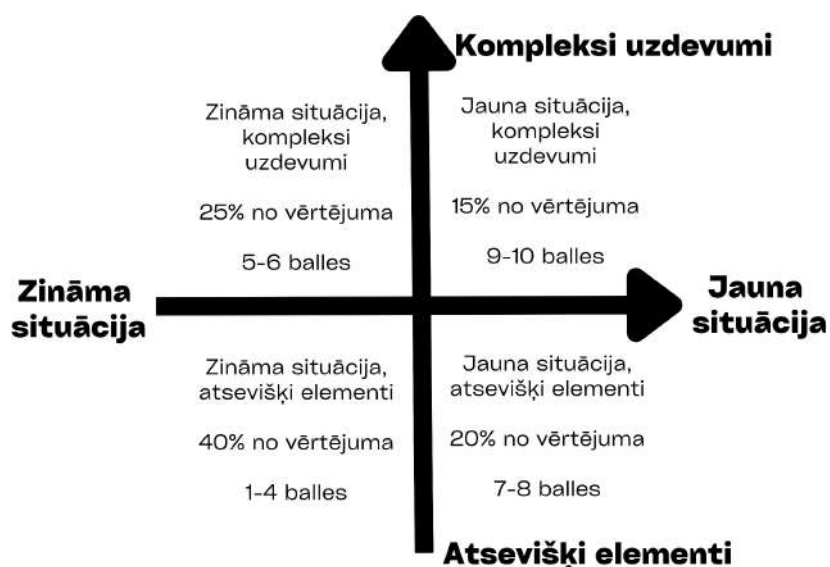 Kompleksi uzdevumi
Zināma situācija,
kompleksi
uzdevumi
25% no vērtējuma
5-6 balles
Jauna situācija,
kompleksi
uzdevumi
15% no vērtējuma
9-10 balles
Zināma
situācija
Jauna
situācija
Zināma situācija,
atsevišķi elementi
40% no vērtējuma
1-4 balles
Jauna situācija,
atsevišķi elementi
20% no vērtējuma
7-8 balles
Atsevišķi elementi